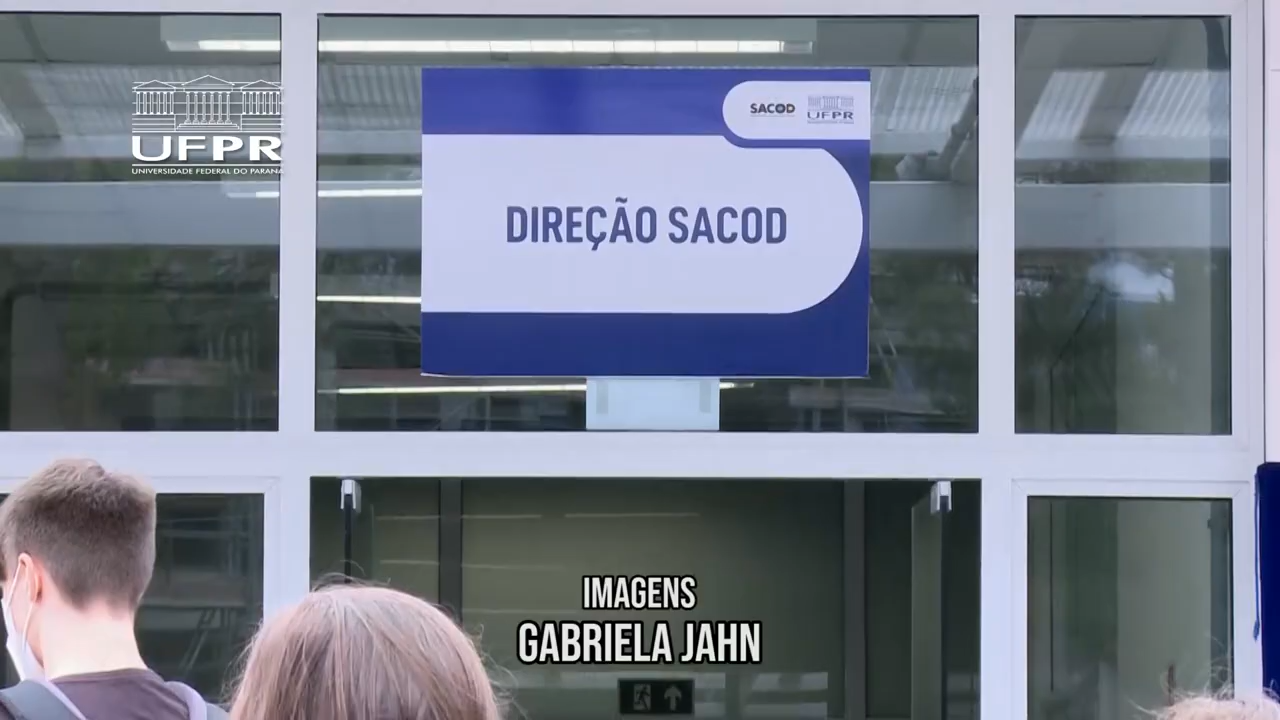 UFPR
UNIVERSIDADE FEDERAL DO PARANÁ
SACOD
UFPR
DIREÇÃO SACOD
IMAGENS
GABRIELA JAHN